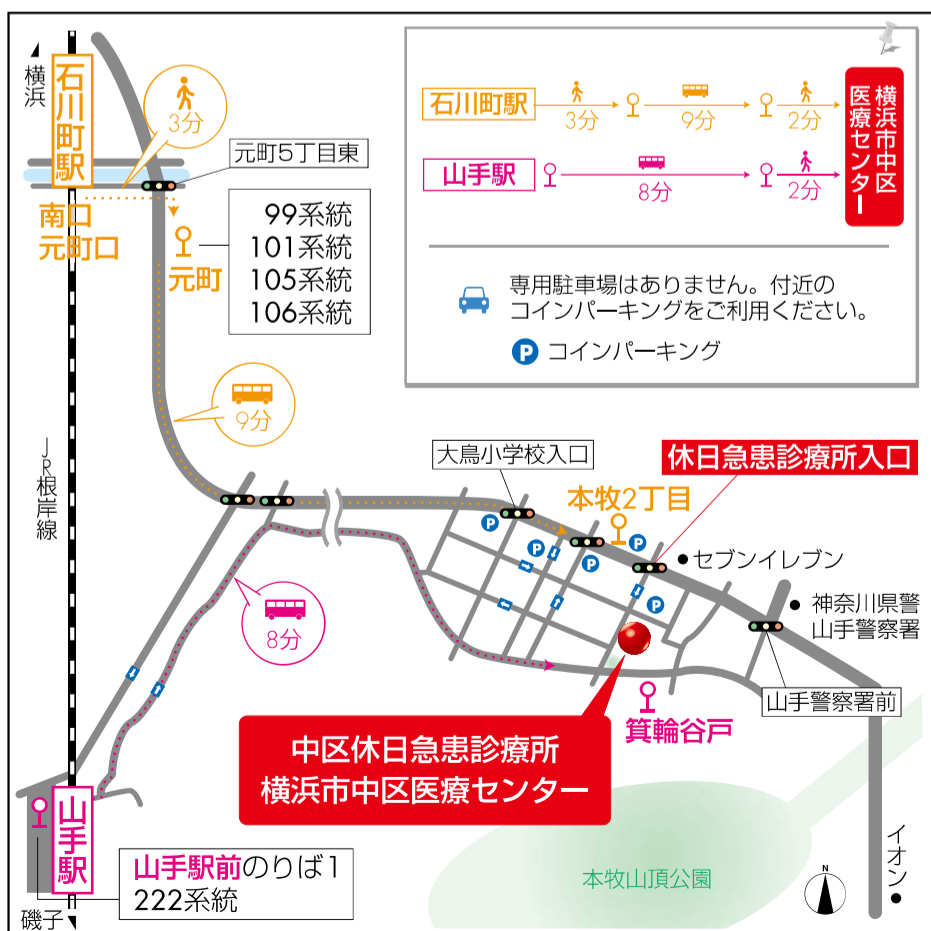 横浜
石川町駅
3分
元町5丁目東
南口
元町口
元町
99系統
101系統
105系統
106系統
石川町駅
3分
9分
2分
山手駅
8分
2分
横浜市中区
医療センター
専用駐車場はありません。付近の
コインパーキングをご利用ください。
P コインパーキング
9分
JR根岸線
大鳥小学校入口
休日急患診療所入口
本牧2丁目
P
P
P
P
P
セブンイレブン
神奈川県警
山手警察署
8分
山手警察署前
箕輪谷戸
中区休日急患診療所
横浜市中区医療センター
山手駅
山手駅前のりば1
222系統
磯子
本牧山頂公園
N
イオン